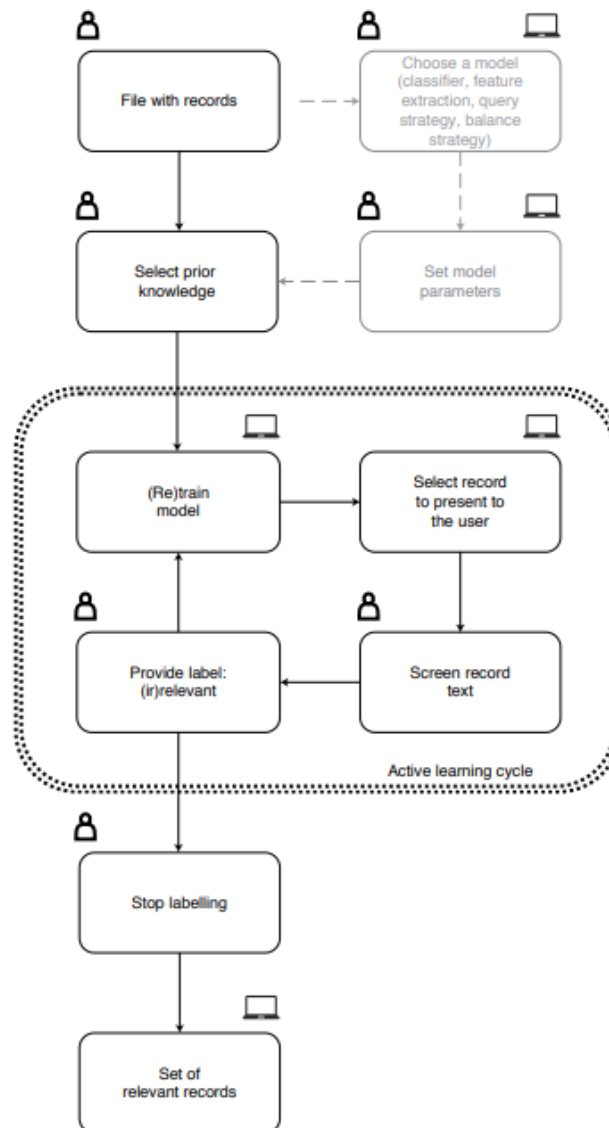 File with records
Choose a model
(classifier, feature
extraction, query
strategy, balance
strategy)
Select prior
knowledge
Set model
parameters
(Re)train
model
Select record
to present to
the user
Provide label:
(ir)relevant
Screen record
text
Active learning cycle
Stop labelling
Set of
relevant records